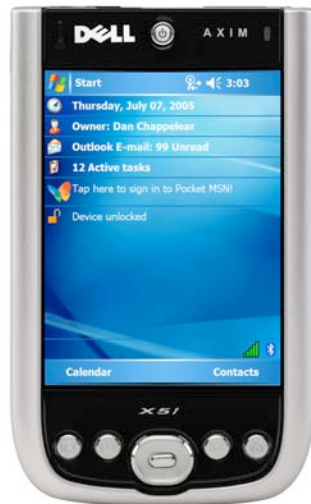 DELL
AXIM
Start
3:03
Thursday, July 07, 2005
Owner: Dan Chappelear
Outlook E-mail: 99 Unread
12 Active tasks
Tap here to sign in to Pocket MSN!
Device unlocked
Calendar
Contacts
X51